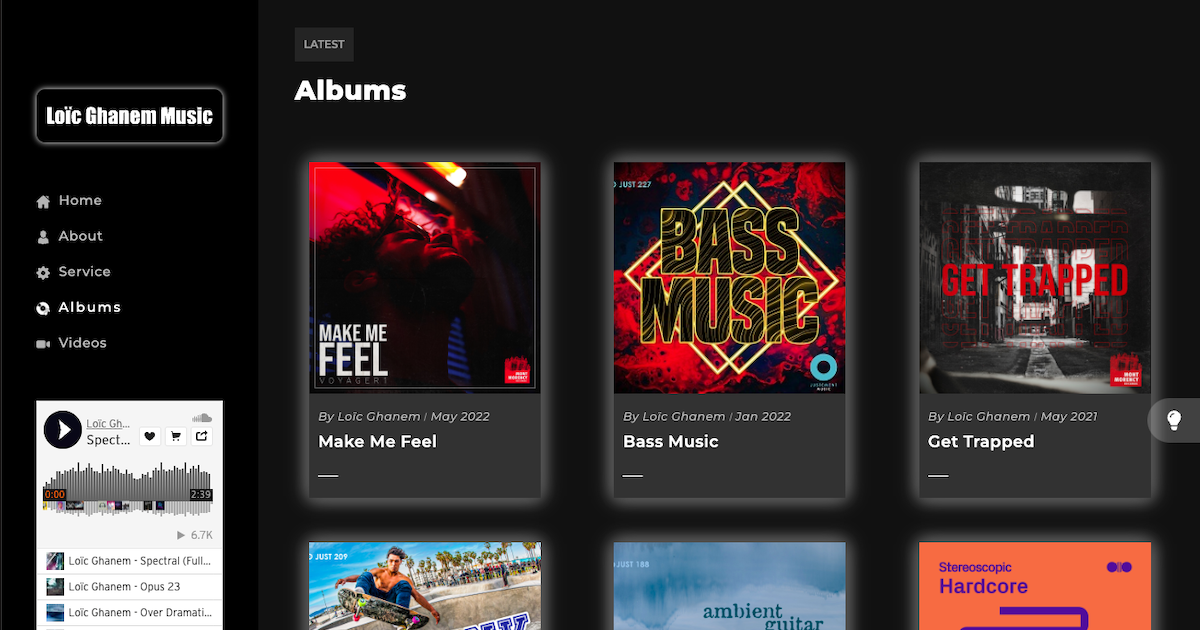 Loïc Ghanem Music
Home
About
Service
Albums
Videos
Loïc Gh...
Spect...
0:00
2:39
6.7K
Loïc Ghanem - Spectral (Full...
Loïc Ghanem - Opus 23
Loïc Ghanem - Over Dramati...
LATEST
Albums
MAKE ME
FEEL
VOYAGERT
MONT
MORENCY
By Loïc Ghanem / May 2022
Make Me Feel
JUST 227
BASS
MUSIC
JUSTEMENT
MUSIC
By Loïc Ghanem / Jan 2022
Bass Music
GET TRAPPED
MONT
MORENCY
By Loïc Ghanem / May 2021
Get Trapped
JUST 209
JUST 188
ambient
guitar
Stereoscopic
Hardcore